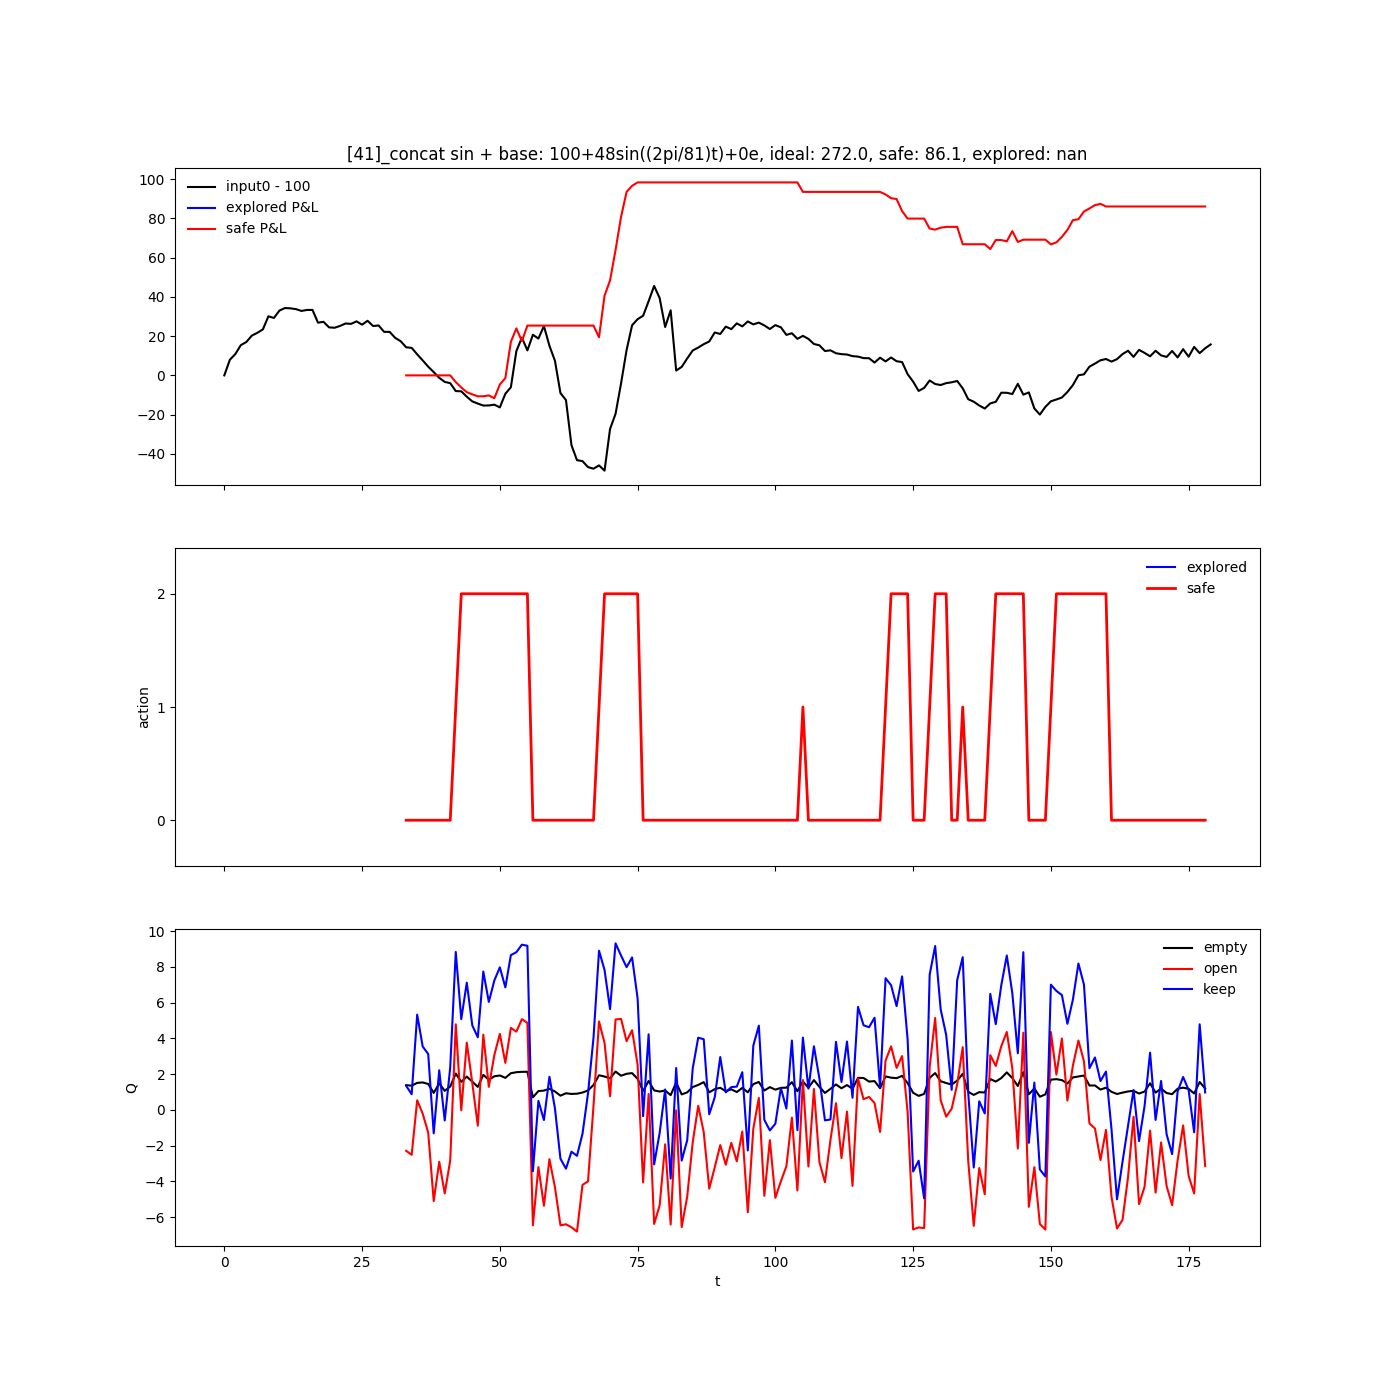 [41]_concat sin + base: 100+48sin((2pi/81)t)+0e, ideal: 272.0, safe: 86.1, explored: nan
100
80
60
40
20
0
−20
−40
input0 - 100
explored P&L
safe P&L
action
2
1
0
explored
safe
Q
10
8
6
4
2
0
−2
−4
−6
empty
open
keep
0 25 50 75 100 125 150 175
t